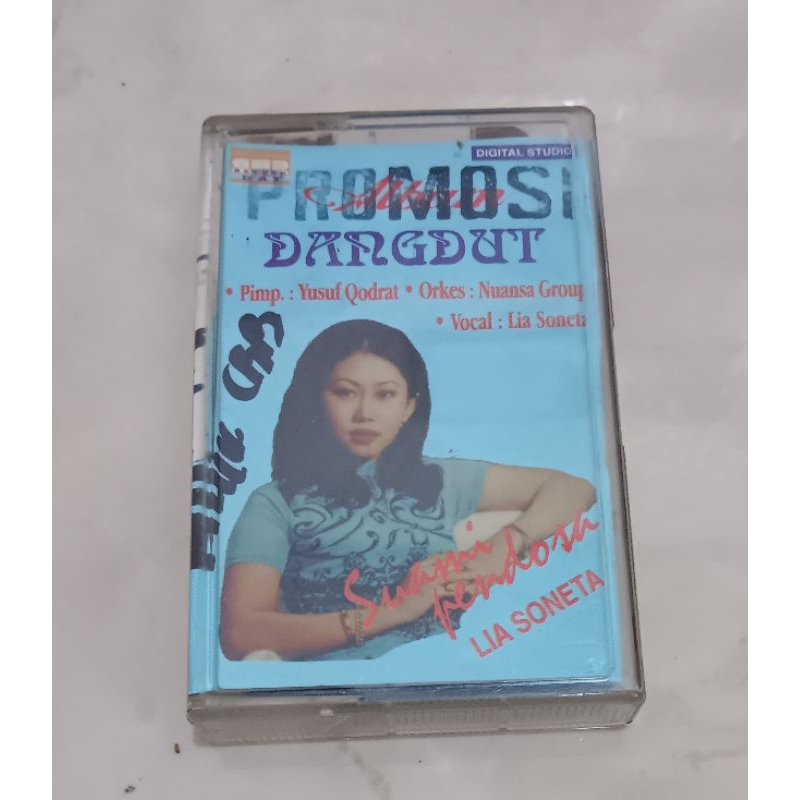 DIGITAL STUDIO
PROMOSI
Album
DANGDUT
• Pimp. : Yusuf Qodrat • Orkes : Nuansa Group
• Vocal : Lia Soneta
Suami
pendosa
LIA SONETA